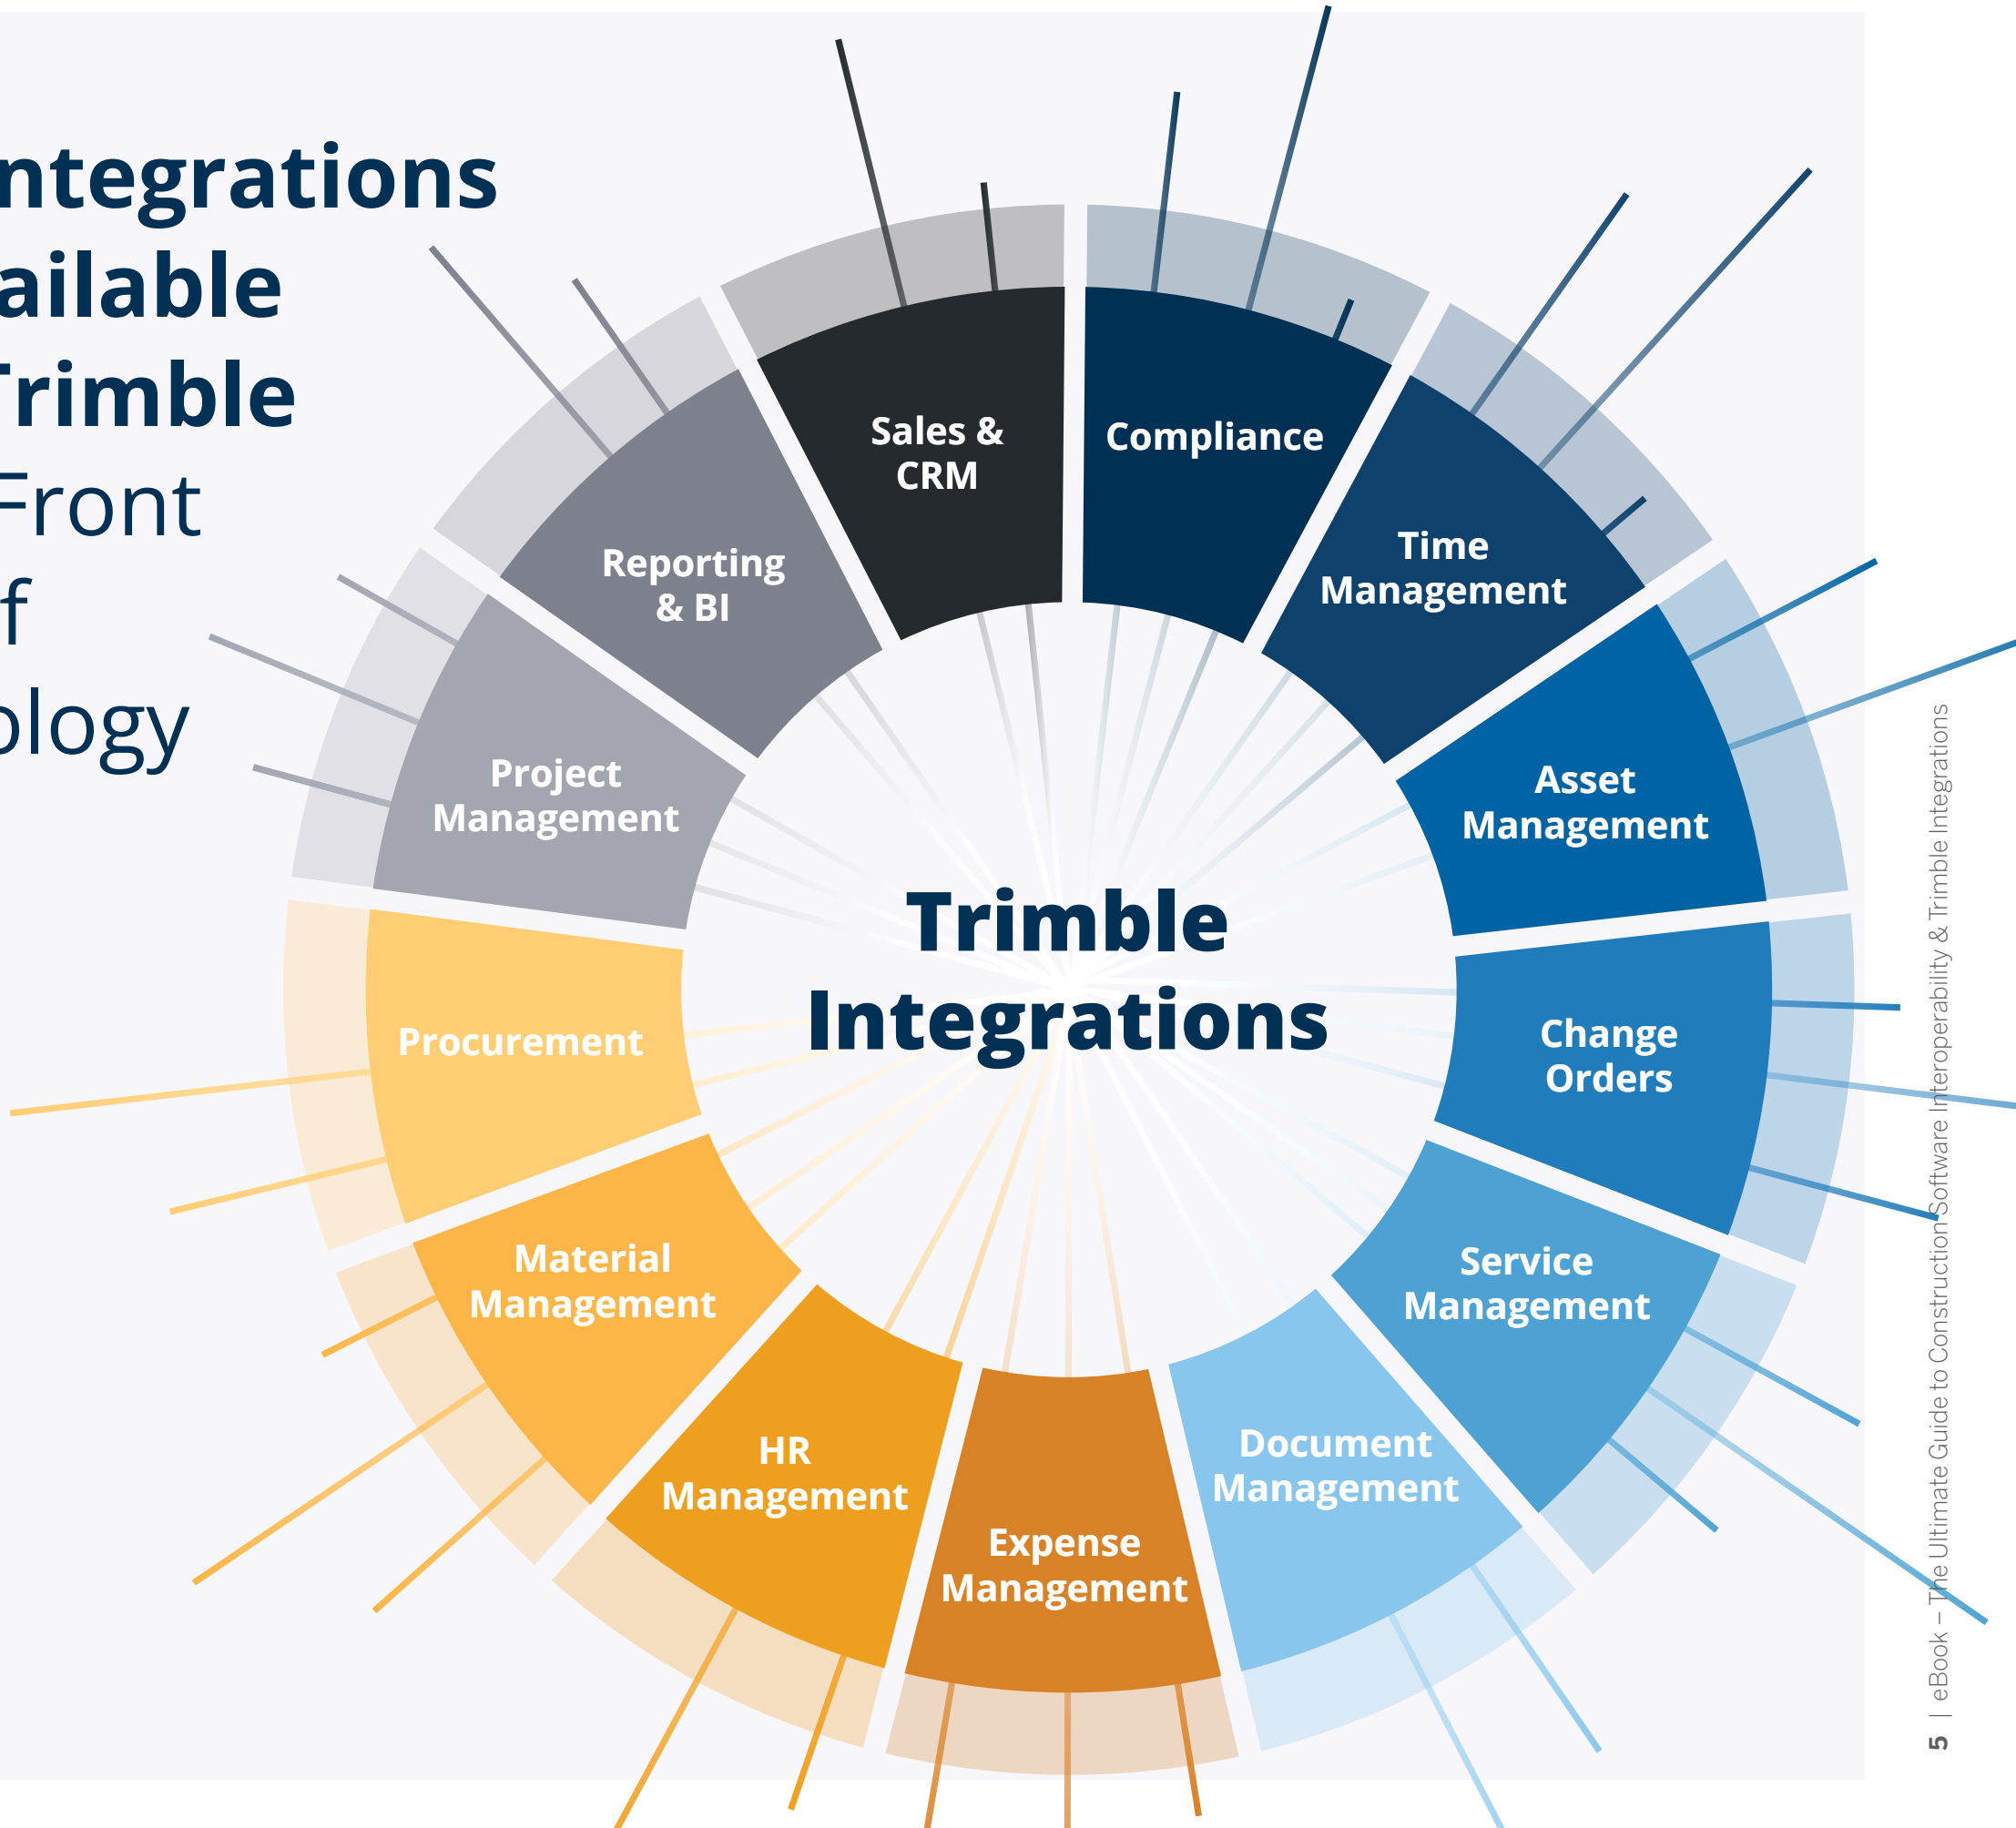 ntegrations
ailable
Trimble
Front
f
ology
Sales &
CRM
Compliance
Time
Management
Asset
Management
Change
Orders
Service
Management
Document
Management
Expense
Management
HR
Management
Material
Management
Procurement
Project
Management
Reporting
& BI
Trimble
Integrations
5 | eBook – The Ultimate Guide to Construction Software Interoperability & Trimble Integrations